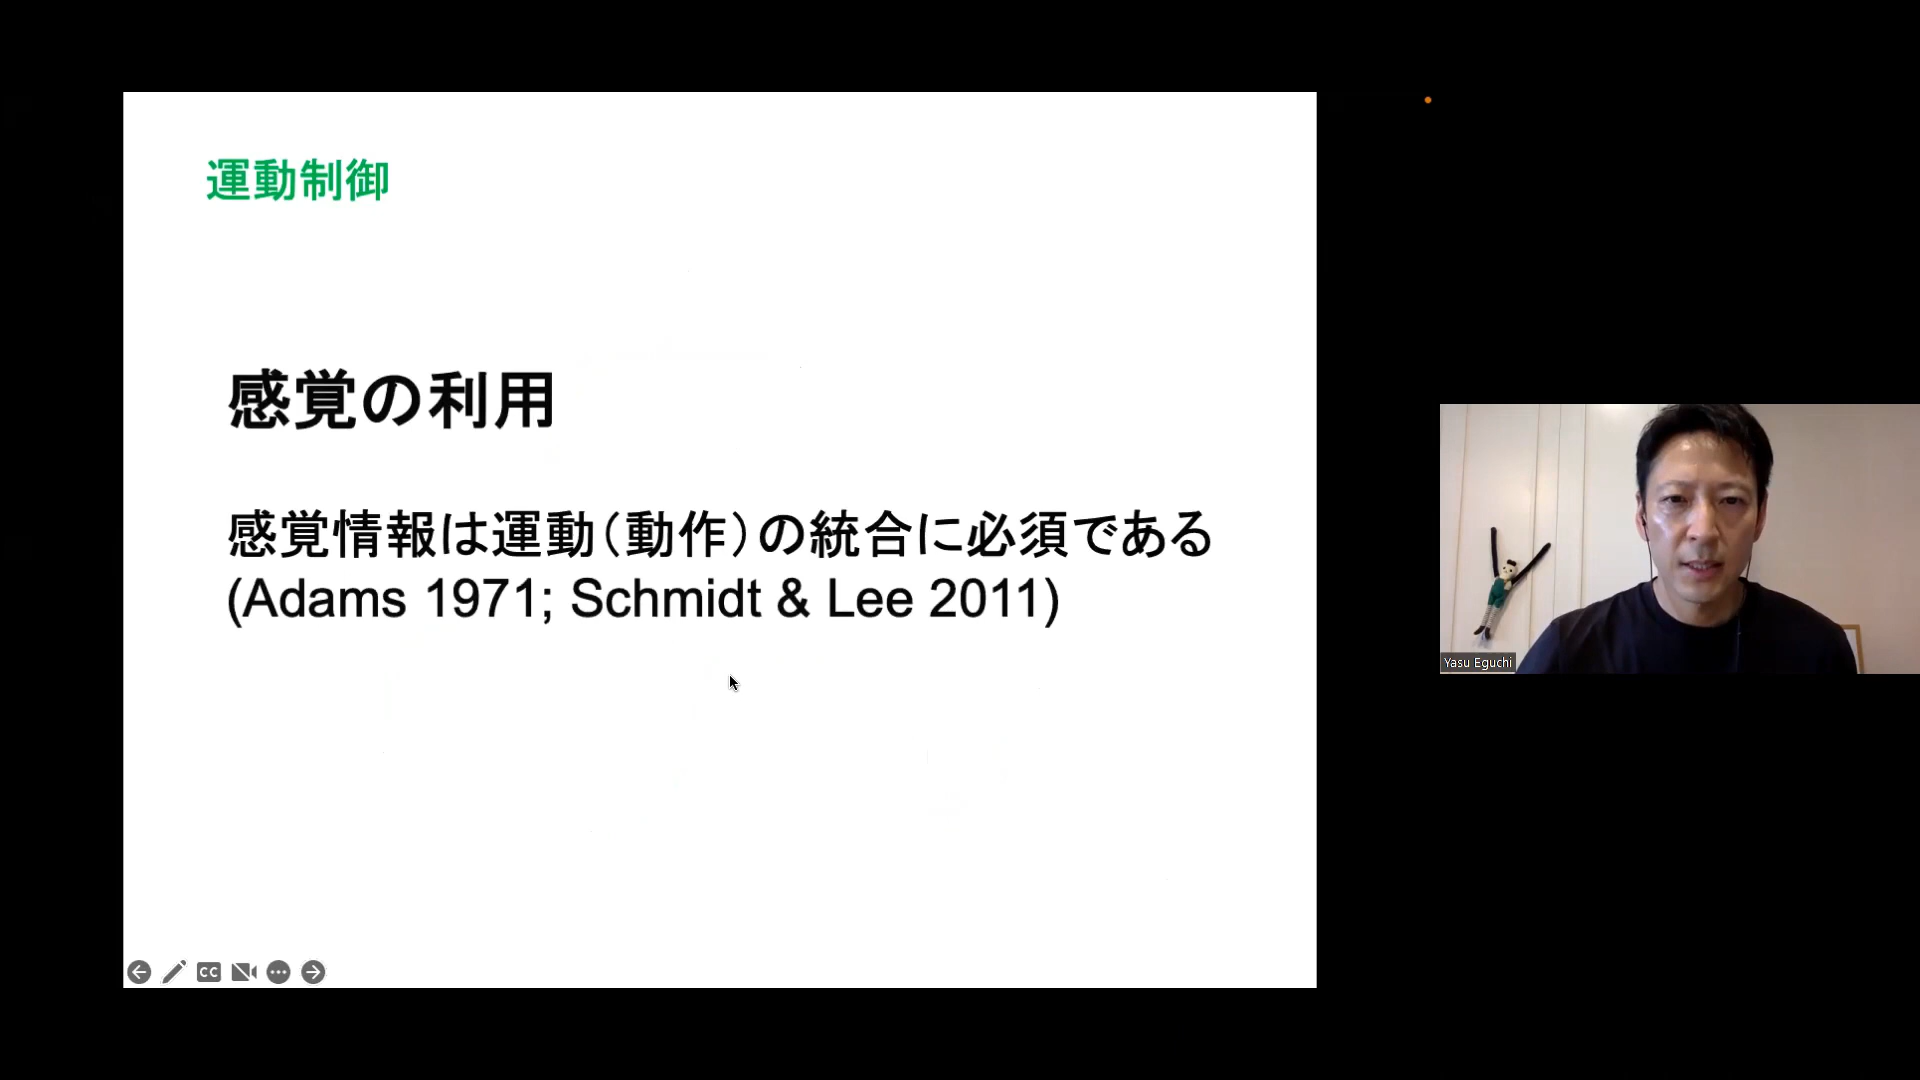 運動制御
感覚の利用
感覚情報は運動（動作）の統合に必須である
(Adams 1971; Schmidt & Lee 2011)
Yasu Eguchi
CC